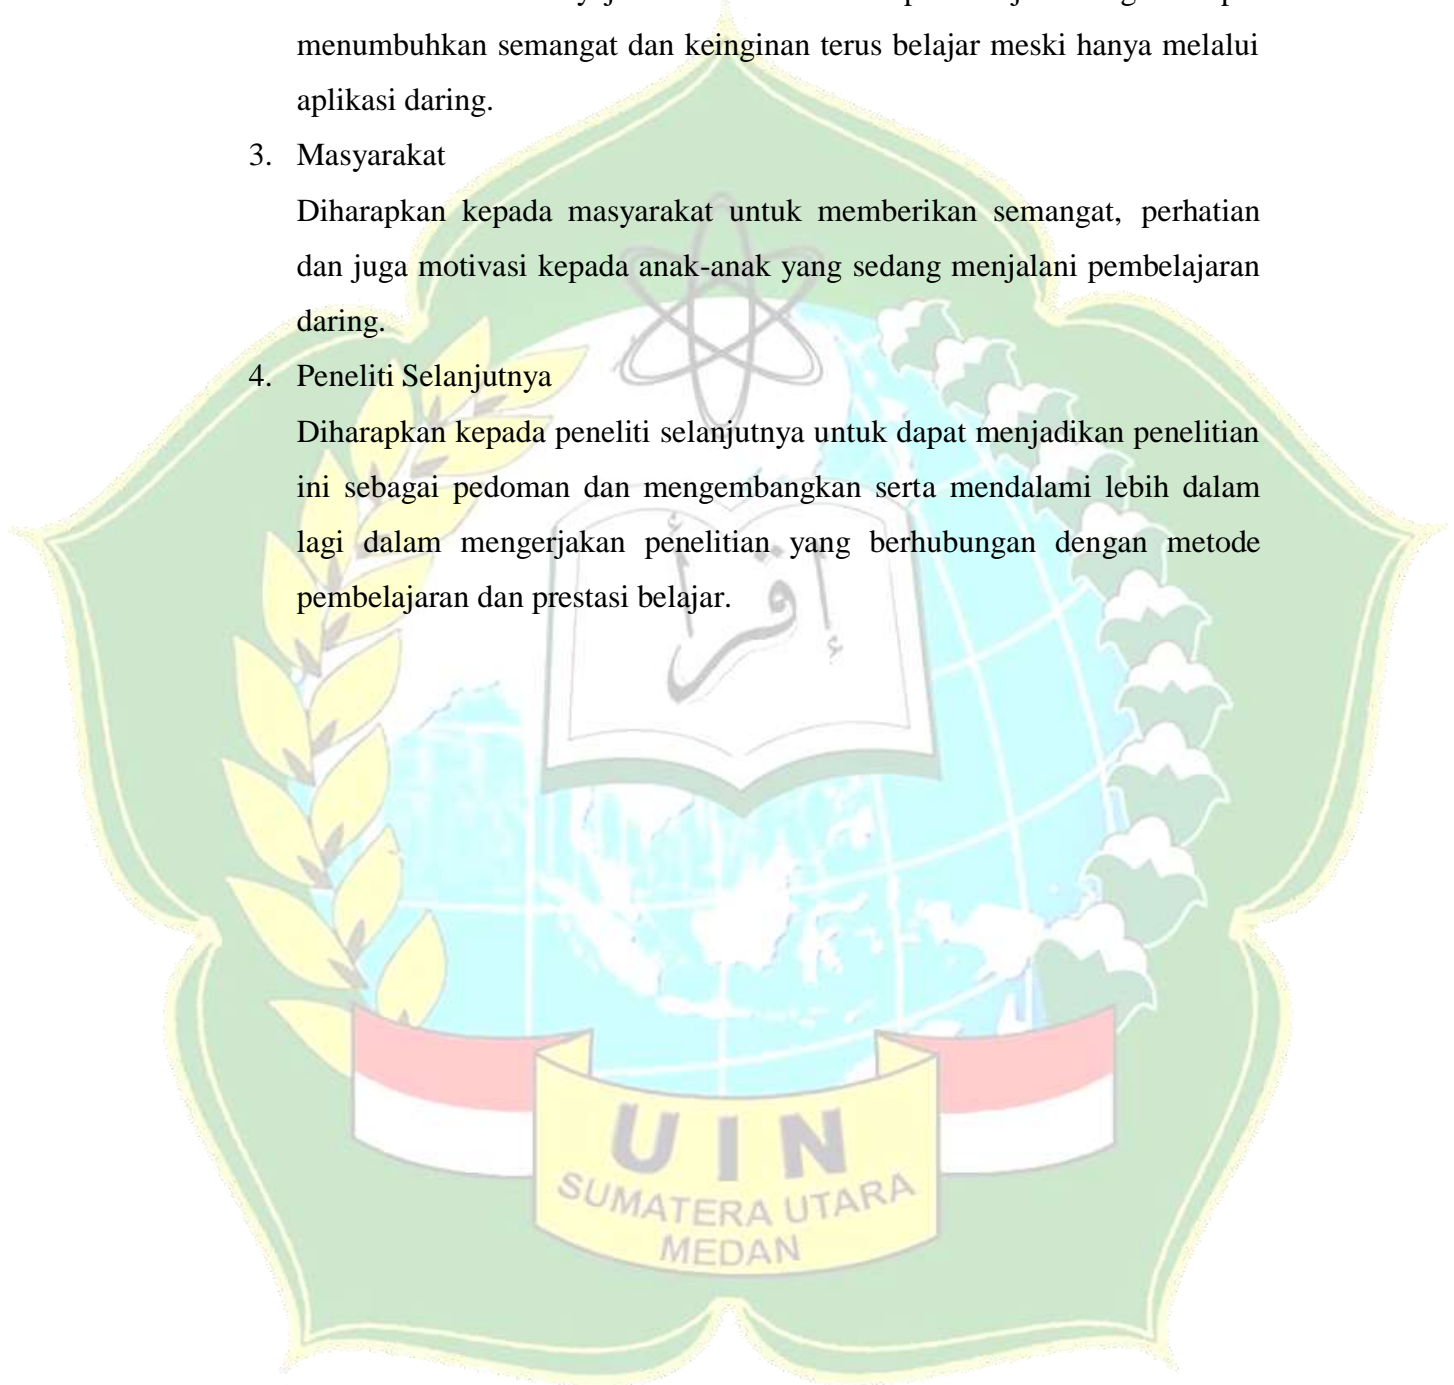 menumbuhkan semangat dan keinginan terus belajar meski hanya melalui
aplikasi daring.
3. Masyarakat
Diharapkan kepada masyarakat untuk memberikan semangat, perhatian
dan juga motivasi kepada anak-anak yang sedang menjalani pembelajaran
daring.
4. Peneliti Selanjutnya
Diharapkan kepada peneliti selanjutnya untuk dapat menjadikan penelitian
ini sebagai pedoman dan mengembangkan serta mendalami lebih dalam
lagi dalam mengerjakan penelitian yang berhubungan dengan metode
pembelajaran dan prestasi belajar.
إقرأ
UIN
SUMATERA UTARA
MEDAN